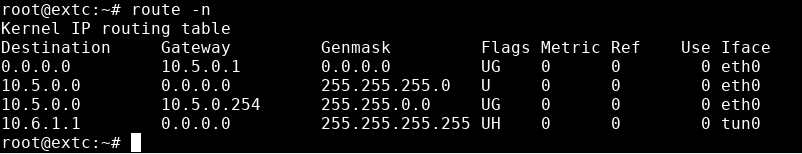 root@extc:~# route -n
Kernel IP routing table
Destination     Gateway         Genmask         Flags Metric Ref    Use Iface
0.0.0.0         10.5.0.1        0.0.0.0         UG    0      0        0 eth0
10.5.0.0        0.0.0.0         255.255.255.0   U     0      0        0 eth0
10.5.0.0        10.5.0.254      255.255.0.0     UG    0      0        0 eth0
10.6.1.1        0.0.0.0         255.255.255.255 UH    0      0        0 tun0
root@extc:~#